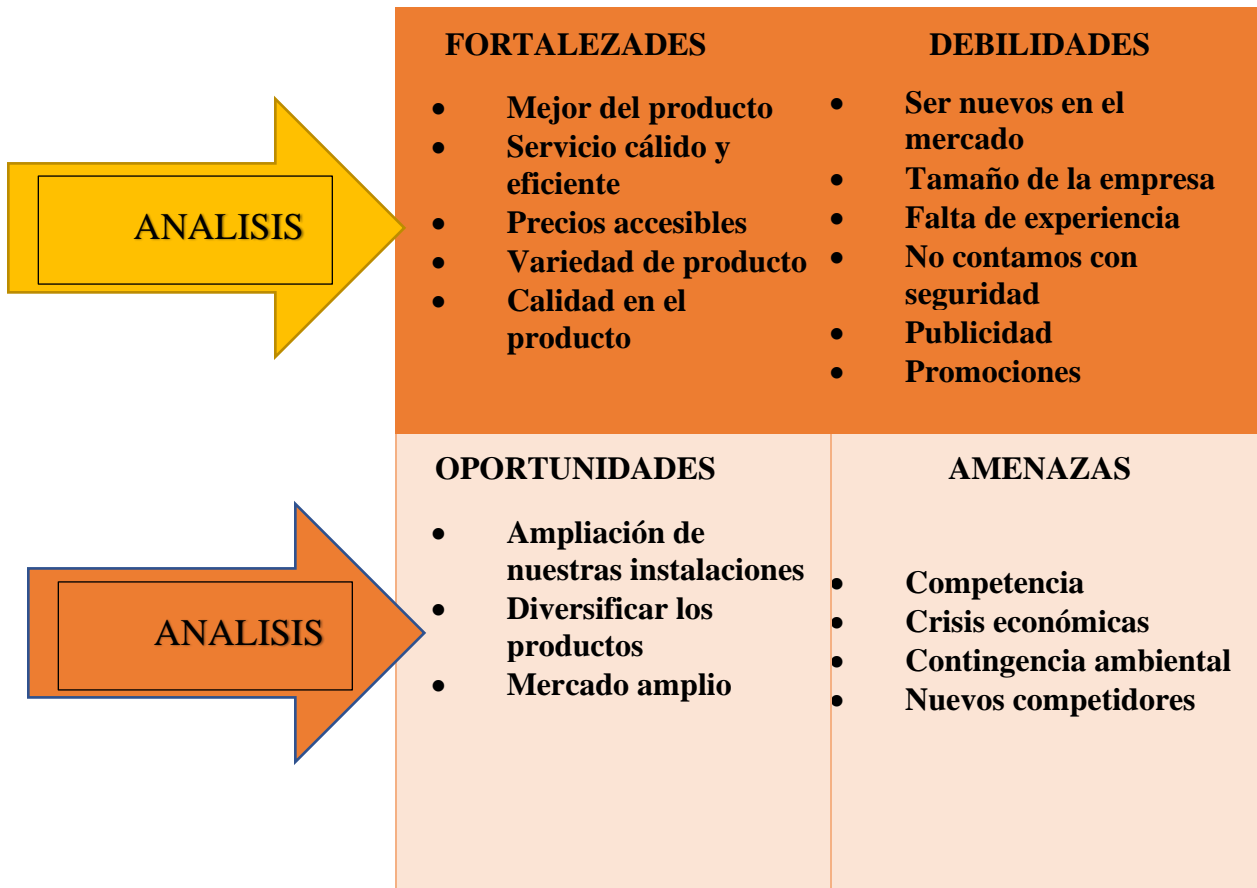 FORTALEZADES
• Mejor del producto
• Servicio cálido y
eficiente
• Precios accesibles
• Variedad de producto
• Calidad en el
producto
DEBILIDADES
• Ser nuevos en el
mercado
• Tamaño de la empresa
• Falta de experiencia
• No contamos con
seguridad
• Publicidad
• Promociones
ANALISIS
OPORTUNIDADES
• Ampliación de
nuestras instalaciones
• Diversificar los
productos
• Mercado amplio
AMENAZAS
• Competencia
• Crisis económicas
• Contingencia ambiental
• Nuevos competidores
ANALISIS